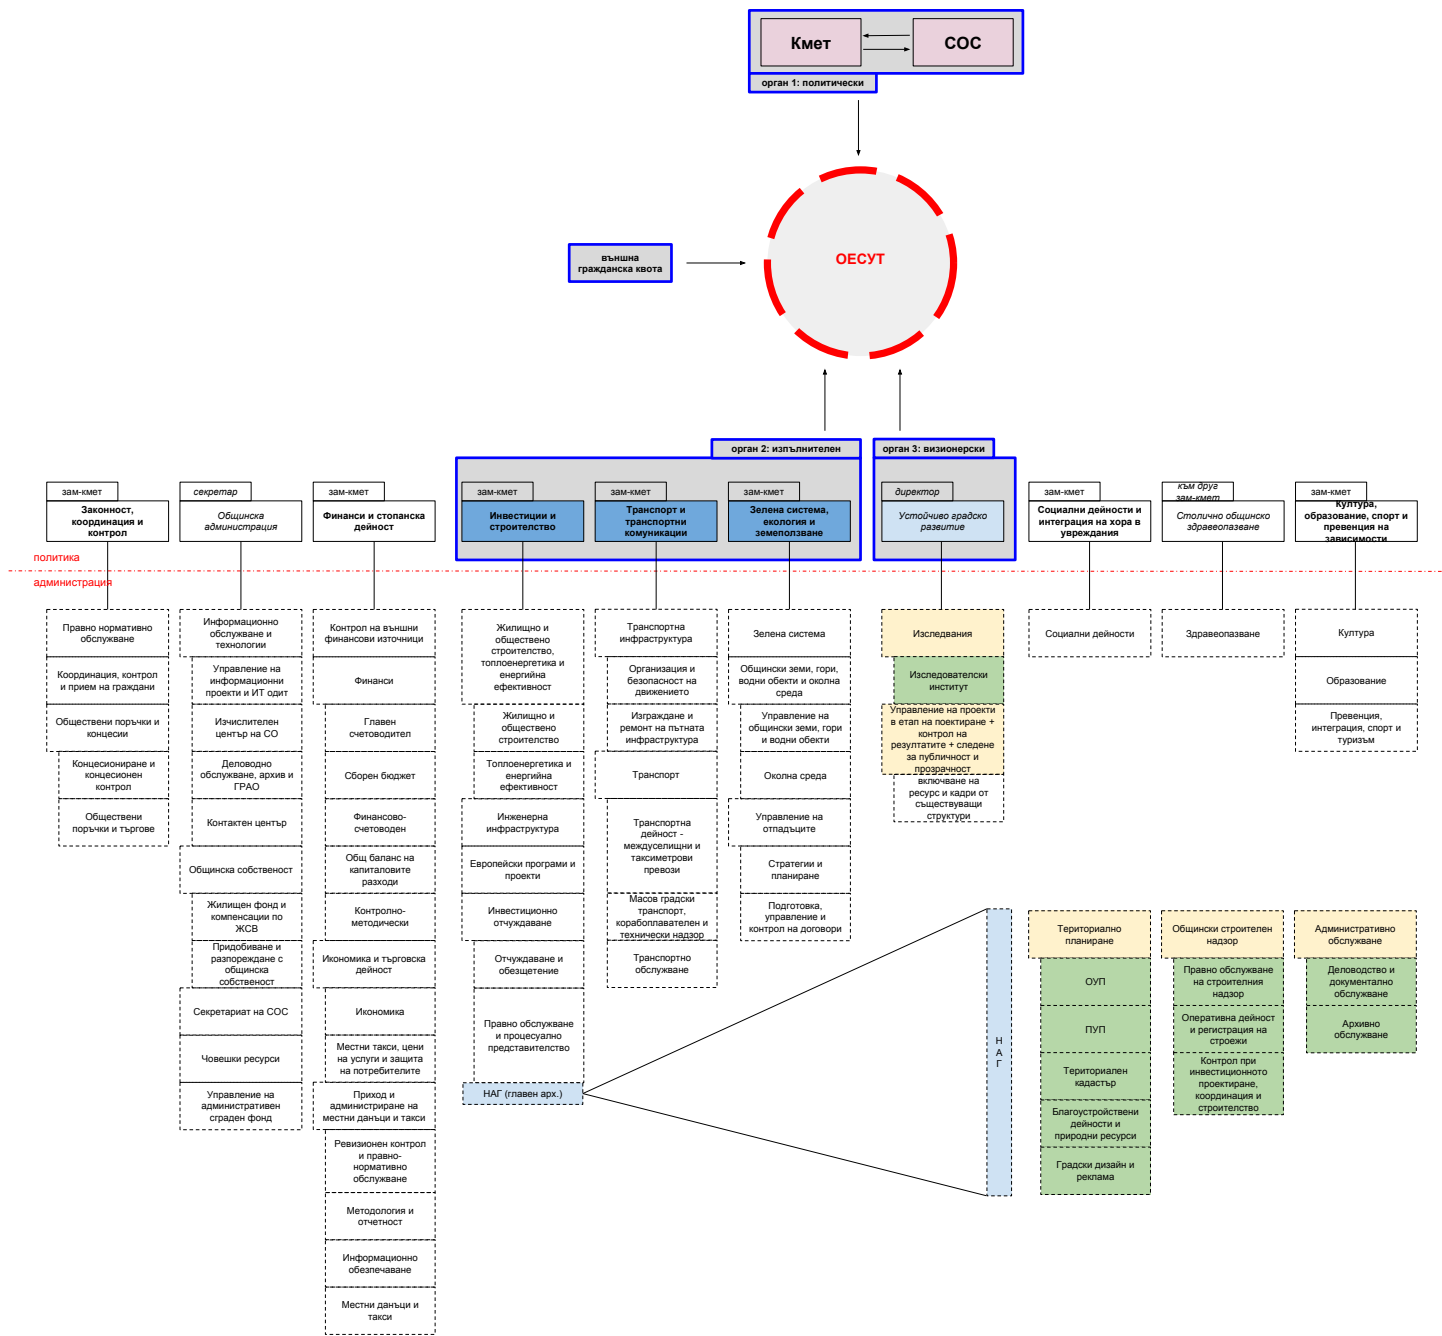 Кмет
СОС
орган 1: политически
ОЕСУТ
външна
гражданска квота
орган 2: изпълнителен
орган 3: визионерски
зам-кмет
Законност,
координация и
контрол
секретар
Общинска
администрация
зам-кмет
Финанси и стопанска
дейност
зам-кмет
Инвестиции и
строителство
зам-кмет
Транспорт и
транспортни
комуникации
зам-кмет
Зелена система,
екология и
земеползване
директор
Устойчиво градско
развитие
зам-кмет
Социални дейности и
интеграция на хора в
увреждания
към друг
зам-кмет
Столично общинско
здравеопазване
зам-кмет
Култура,
образование, спорт и
превенция на
зависимости
политика
администрация
Правно нормативно
обслужване
Координация, контрол
и прием на граждани
Обществени поръчки и
концесии
Концесиониране и
концесионен
контрол
Обществени
поръчки и търгове
Информационно
обслужване и
технологии
Управление на
информационни
проекти и ИТ одит
Изчислителен
център на СО
Деловодно
обслужване, архив и
ГРАО
Контактен център
Общинска собственост
Жилищен фонд и
компенсации по
ЖСВ
Придобиване и
разпореждане с
общинска
собственост
Секретариат на СОС
Човешки ресурси
Управление на
административен
сграден фонд
Контрол на външни
финансови източници
Финанси
Главен
счетоводител
Сборен бюджет
Финансово-
счетоводен
Общ баланс на
капиталовите
разходи
Контролно-
методически
Икономика и търговска
дейност
Икономика
Местни такси, цени
на услуги и защита
на потребителите
Приход и
администриране на
местни данъци и такси
Ревизионен контрол
и правно-
нормативно
обслужване
Методология и
отчетност
Информационно
обезпечаване
Местни данъци и
такси
Жилищно и
обществено
строителство,
топлоенергетика и
енергийна
ефективност
Жилищно и
обществено
строителство
Топлоенергетика и
енергийна
ефективност
Инженерна
инфраструктура
Европейски програми и
проекти
Инвестиционно
отчуждаване
Отчуждаване и
обезщетение
Правно обслужване
и процесуално
представителство
НАГ (главен арх.)
Транспортна
инфраструктура
Организация и
безопасност на
движението
Изграждане и
ремонт на пътната
инфраструктура
Транспорт
Транспортна
дейност -
междуселищни и
таксиметрови
превози
Масов градски
транспорт,
корабоплавателен и
технически надзор
Транспортно
обслужване
Зелена система
Общински земи, гори,
водни обекти и околна
среда
Управление на
общински земи, гори
и водни обекти
Околна среда
Управление на
отпадъците
Стратегии и
планиране
Подготовка,
управление и
контрол на договори
Изследвания
Изследователски
институт
Управление на проекти
в етап на поектиране +
контрол на
резултатите + следене
за публичност и
прозрачност
включване на
ресурс и кадри от
съществуващи
структури
Социални дейности
Здравеопазване
Култура
Образование
Превенция,
интеграция, спорт и
туризъм
Н
А
Г
Териториално
планиране
ОУП
ПУП
Териториален
кадастър
Благоустройствени
дейности и
природни ресурси
Градски дизайн и
реклама
Общински строителен
надзор
Правно обслужване
на строителния
надзор
Оперативна дейност
и регистрация на
строежи
Контрол при
инвестиционното
проектиране,
координация и
строителство
Административно
обслужване
Деловодство и
документално
обслужване
Архивно
обслужване